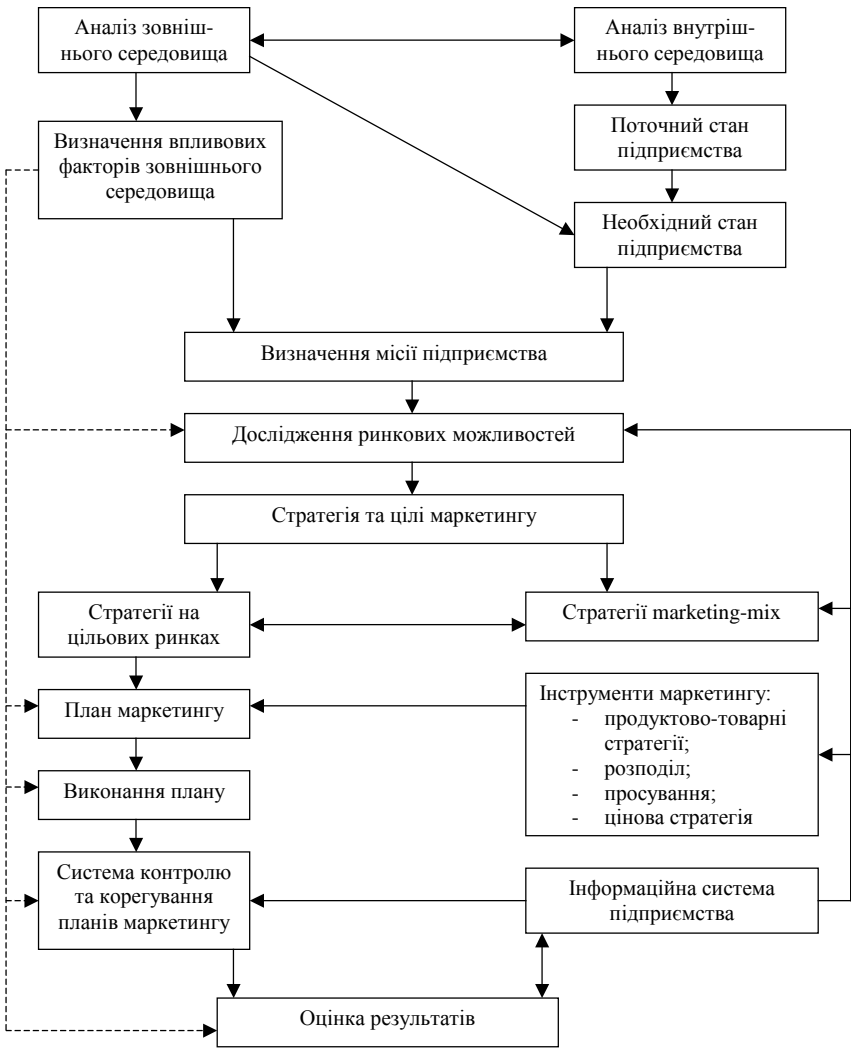 Аналіз зовніш-
нього середовища
Аналіз внутріш-
нього середовища
Визначення впливових
факторів зовнішнього
середовища
Поточний стан
підприємства
Необхідний стан
підприємства
Визначення місії підприємства
Дослідження ринкових можливостей
Стратегія та цілі маркетингу
Стратегії на
цільових ринках
Стратегії marketing-mix
План маркетингу
Інструменти маркетингу:
- продуктово-товарні
стратегії;
- розподіл;
- просування;
- цінова стратегія
Виконання плану
Система контролю
та корегування
планів маркетингу
Інформаційна система
підприємства
Оцінка результатів